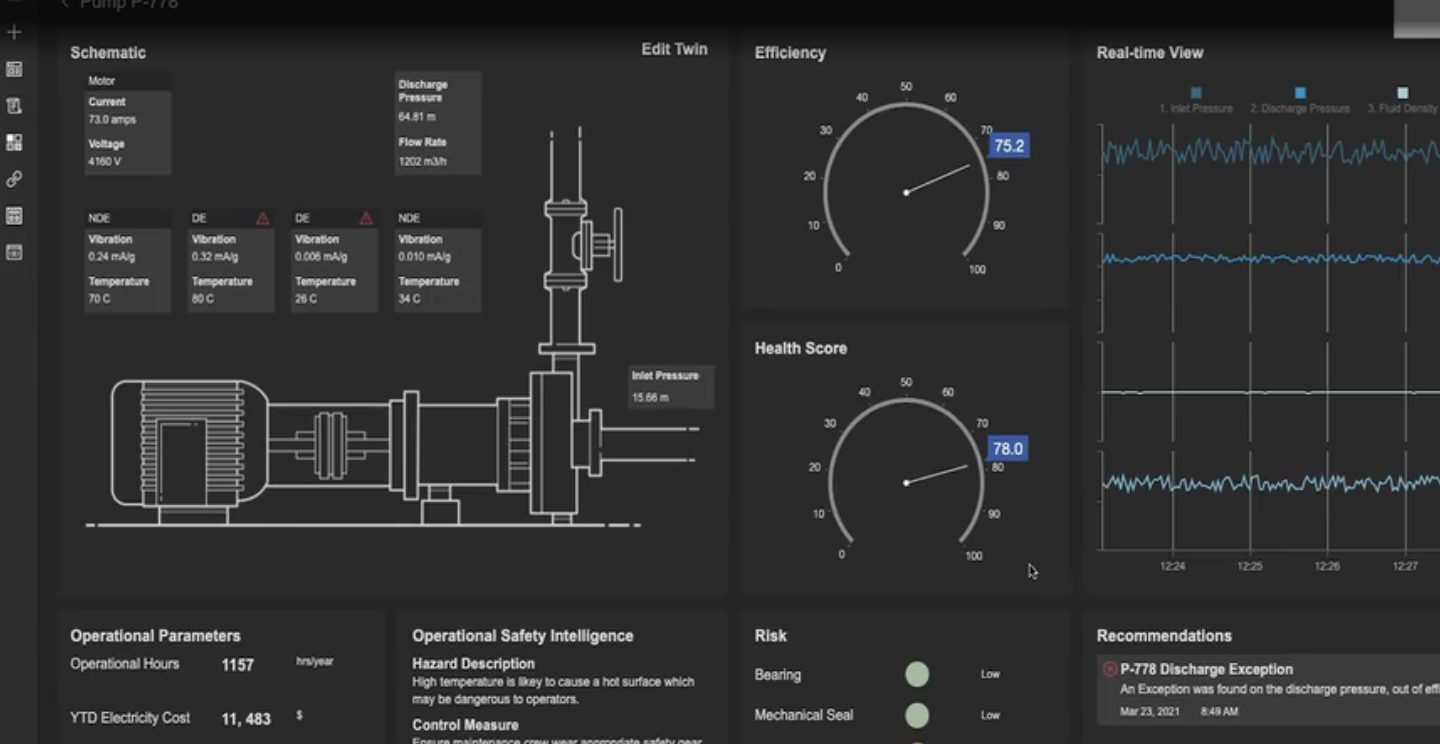 Pump P-778
Schematic
Edit Twin
Motor
Current
73.0 amps
Voltage
4160 V
Discharge
Pressure
64.81 m
Flow Rate
1202 m3/h
NDE
Vibration
0.24 mA/g
Temperature
70 C
DE
Vibration
0.32 mA/g
Temperature
80 C
DE
Vibration
0.006 mA/g
Temperature
26 C
NDE
Vibration
0.010 mA/g
Temperature
34 C
Inlet Pressure
15.66 m
Efficiency
0
10
20
30
40
50
60
70
75.2
80
90
100
Health Score
0
10
20
30
40
50
60
70
78.0
80
90
100
Real-time View
1. Inlet Pressure
2. Discharge Pressure
3. Fluid Density
12:24
12:25
12:26
12:27
Operational Parameters
Operational Hours 1157 hrs/year
YTD Electricity Cost 11, 483 $
Operational Safety Intelligence
Hazard Description
High temperature is likely to cause a hot surface which
may be dangerous to operators.
Control Measure
Ensure maintenance crew wear appropriate safety gear
Risk
Bearing Low
Mechanical Seal Low
Recommendations
P-778 Discharge Exception
An Exception was found on the discharge pressure, out of effi
Mar 23, 2021 8:49 AM